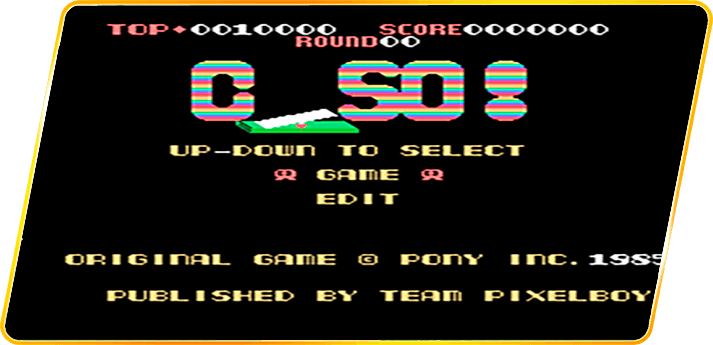 TOP♦0010000 SCORE0000000
ROUND00
C_SO!
UP-DOWN TO SELECT
GAME
EDIT
ORIGINAL GAME © PONY INC. 1985
PUBLISHED BY TEAM PIXELBOY